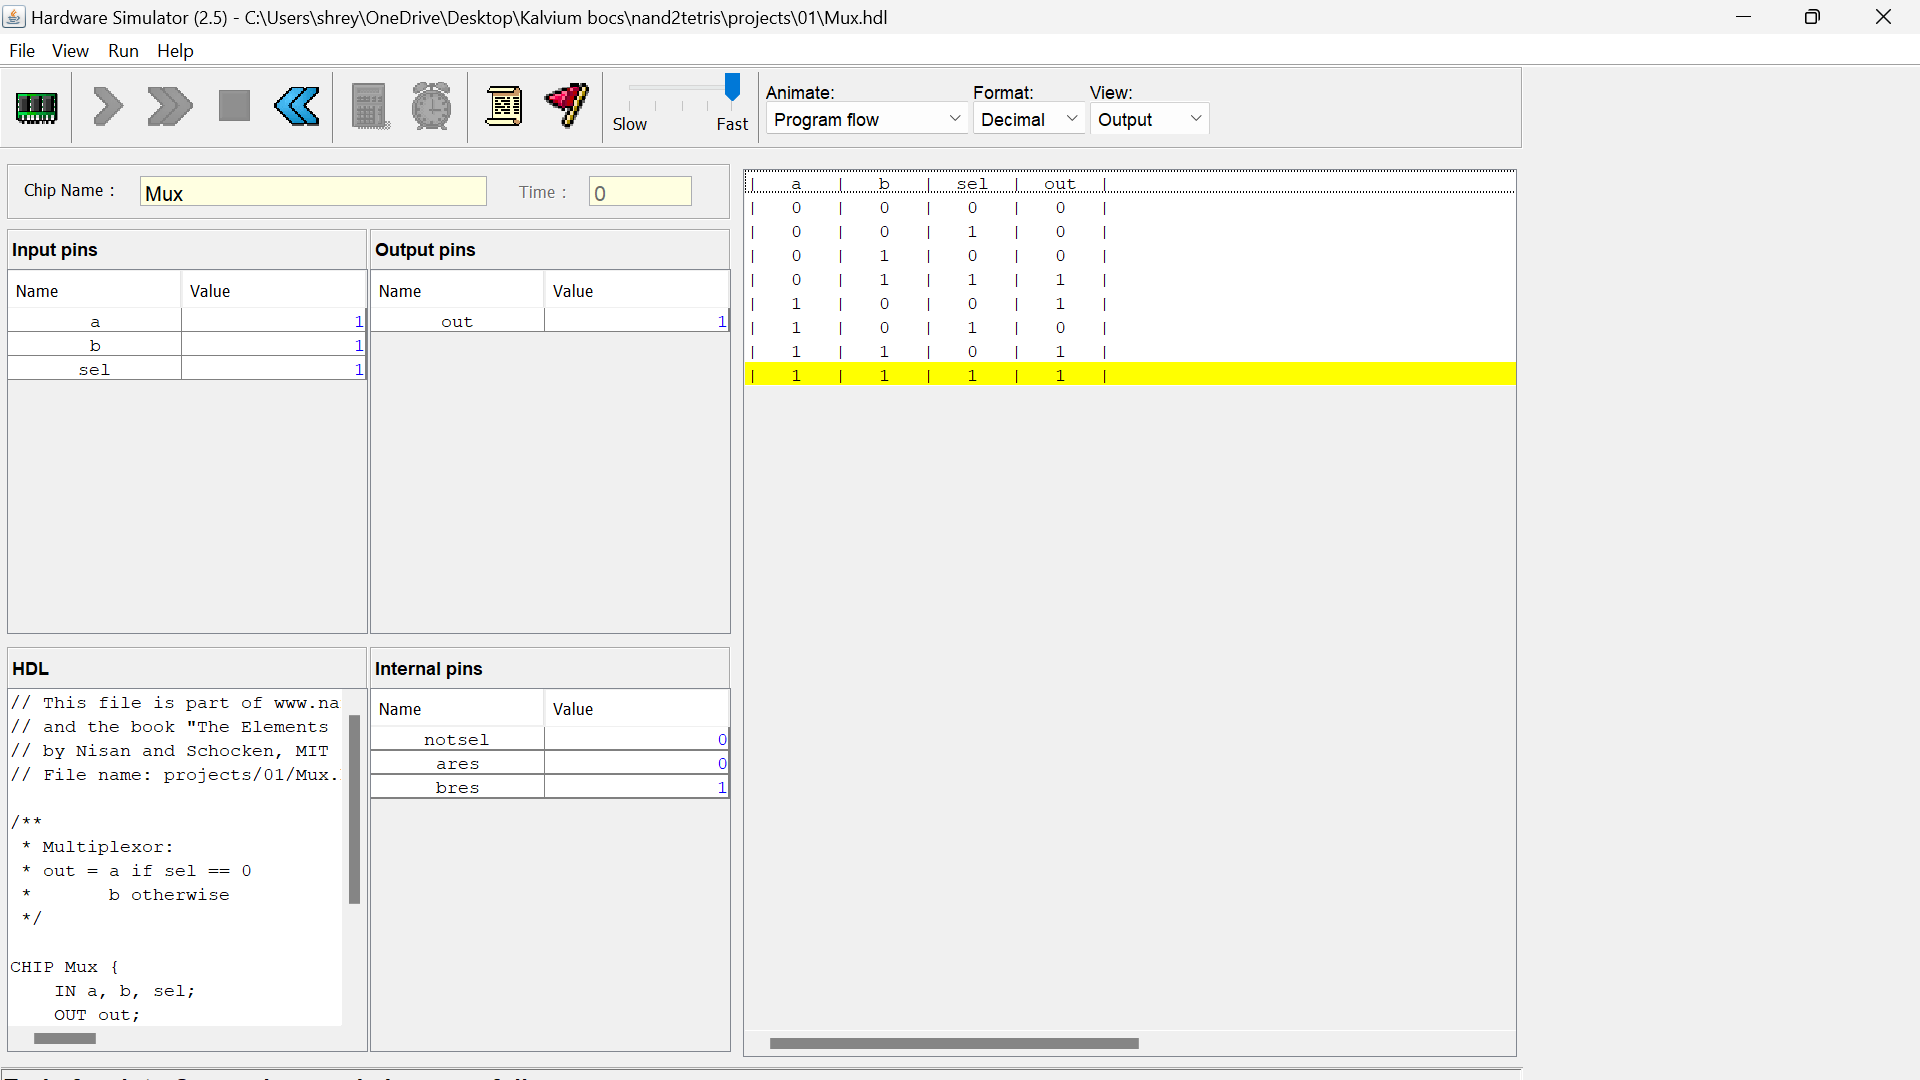 Hardware Simulator (2.5) - C:\Users\shrey\OneDrive\Desktop\Kalvium bocs\nand2tetris\projects\01\Mux.hdl
File View Run Help
Slow Fast
Animate: Format: View:
Program flow Decimal Output
Chip Name : Mux Time : 0
Input pins
Name Value
a 1
b 1
sel 1
Output pins
Name Value
out 1
HDL
// This file is part of www.na
// and the book "The Elements
// by Nisan and Schocken, MIT
// File name: projects/01/Mux.
/**
* Multiplexor:
* out = a if sel == 0
* b otherwise
*/
CHIP Mux {
IN a, b, sel;
OUT out;
Internal pins
Name Value
notsel 0
ares 0
bres 1
| a | b | sel | out |
| 0 | 0 | 0 | 0 |
| 0 | 0 | 1 | 0 |
| 0 | 1 | 0 | 0 |
| 0 | 1 | 1 | 1 |
| 1 | 0 | 0 | 1 |
| 1 | 0 | 1 | 0 |
| 1 | 1 | 0 | 1 |
| 1 | 1 | 1 | 1 |